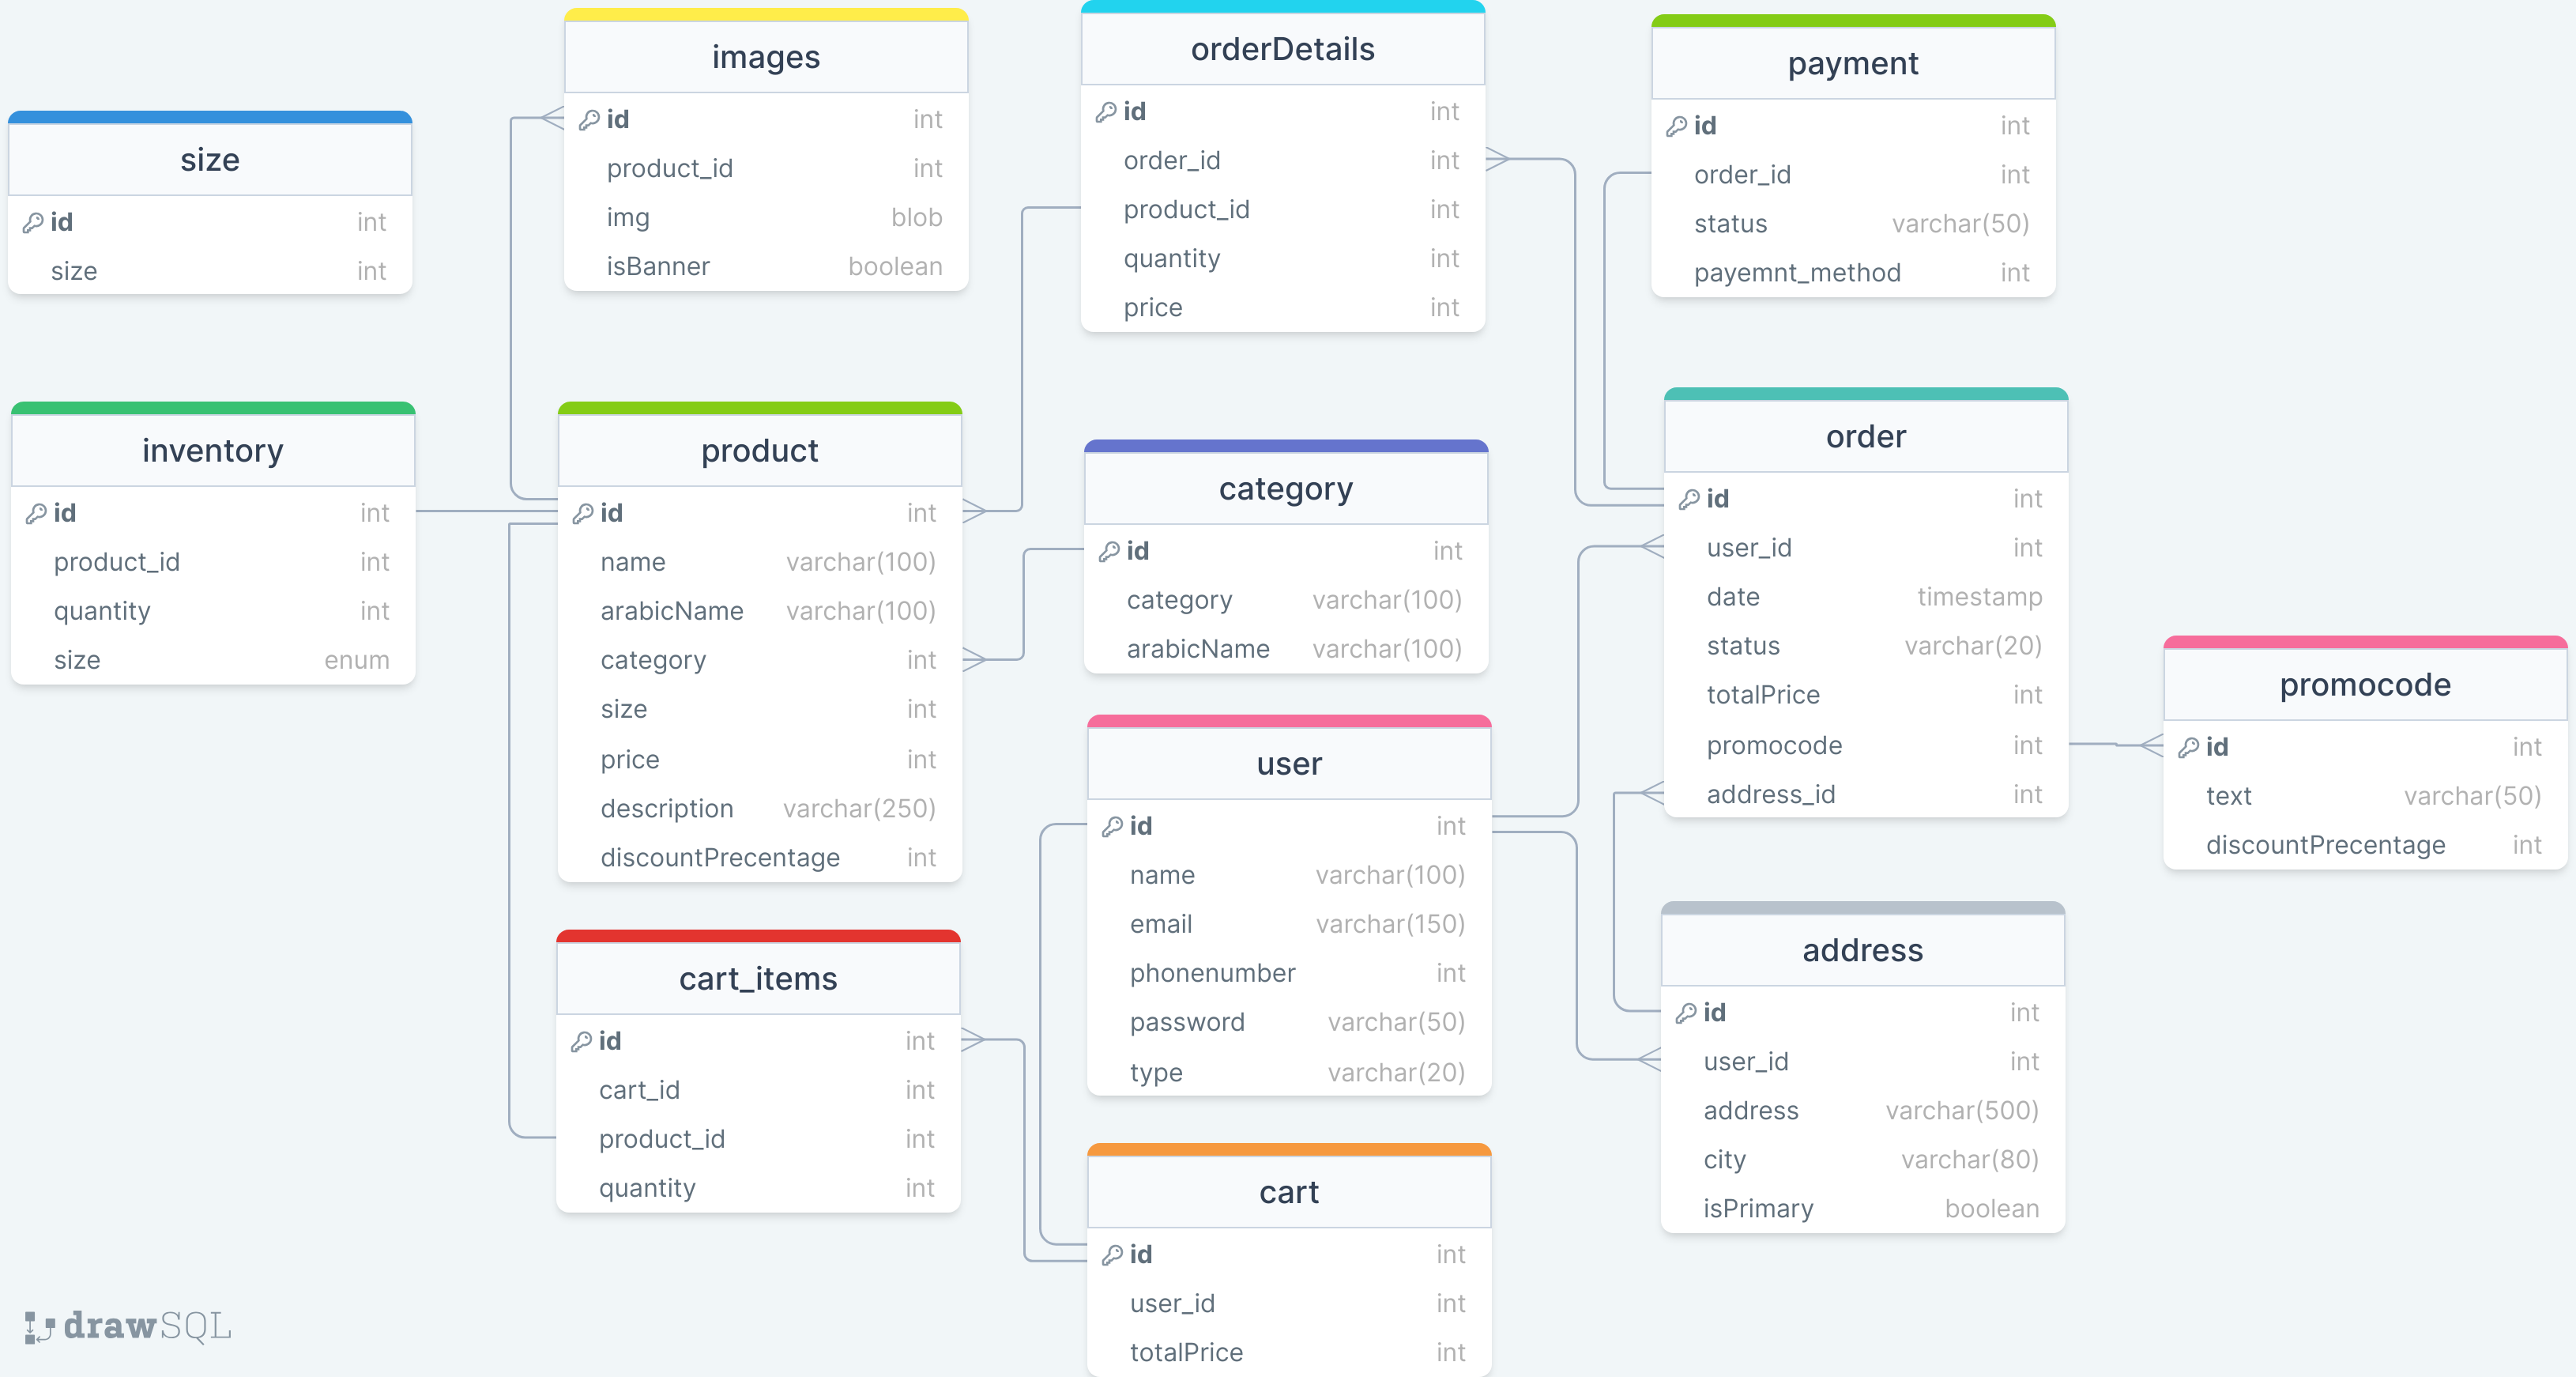 size
id int
size int
images
id int
product_id int
img blob
isBanner boolean
orderDetails
id int
order_id int
product_id int
quantity int
price int
payment
id int
order_id int
status varchar(50)
payemnt_method int
inventory
id int
product_id int
quantity int
size enum
product
id int
name varchar(100)
arabicName varchar(100)
category int
size int
price int
description varchar(250)
discountPrecentage int
category
id int
category varchar(100)
arabicName varchar(100)
order
id int
user_id int
date timestamp
status varchar(20)
totalPrice int
promocode int
address_id int
promocode
id int
text varchar(50)
discountPrecentage int
user
id int
name varchar(100)
email varchar(150)
phonenumber int
password varchar(50)
type varchar(20)
cart_items
id int
cart_id int
product_id int
quantity int
address
id int
user_id int
address varchar(500)
city varchar(80)
isPrimary boolean
cart
id int
user_id int
totalPrice int
drawSQL